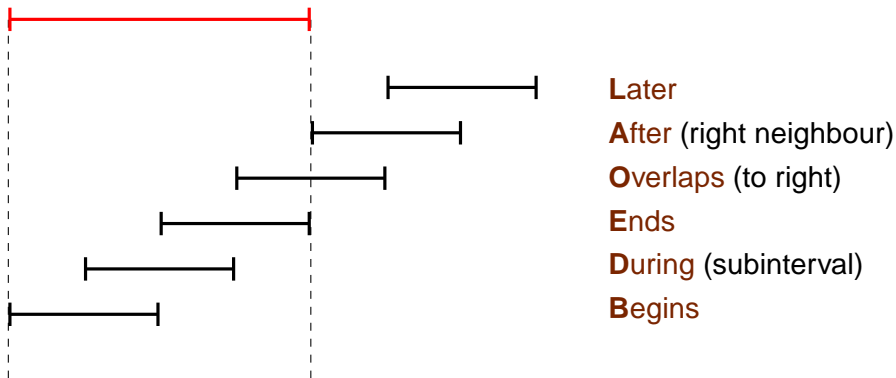 Later
After (right neighbour)
Overlaps (to right)
Ends
During (subinterval)
Begins